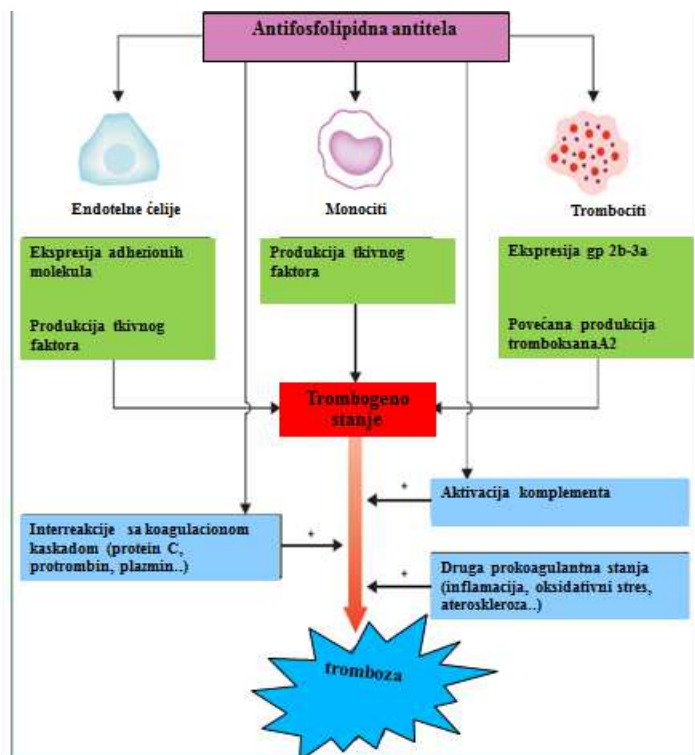 Antifosfolipidna antitela
Endotelne ćelije
Monociti
Trombociti
Ekspresija adhezionih
molekula
Produkcija tkivnog
faktora
Produkcija tkivnog
faktora
Ekspresija gp 2b-3a
Povećana produkcija
tromboksanaA2
Trombogeno
stanje
+
Aktivacija komplementa
Interreakcije sa koagulacionom
kaskadom (protein C,
protrombin, plazmin..)
+
+
Druga prokoagulantna stanja
(inflamacija, oksidativni stres,
ateroskleroza..)
tromboza